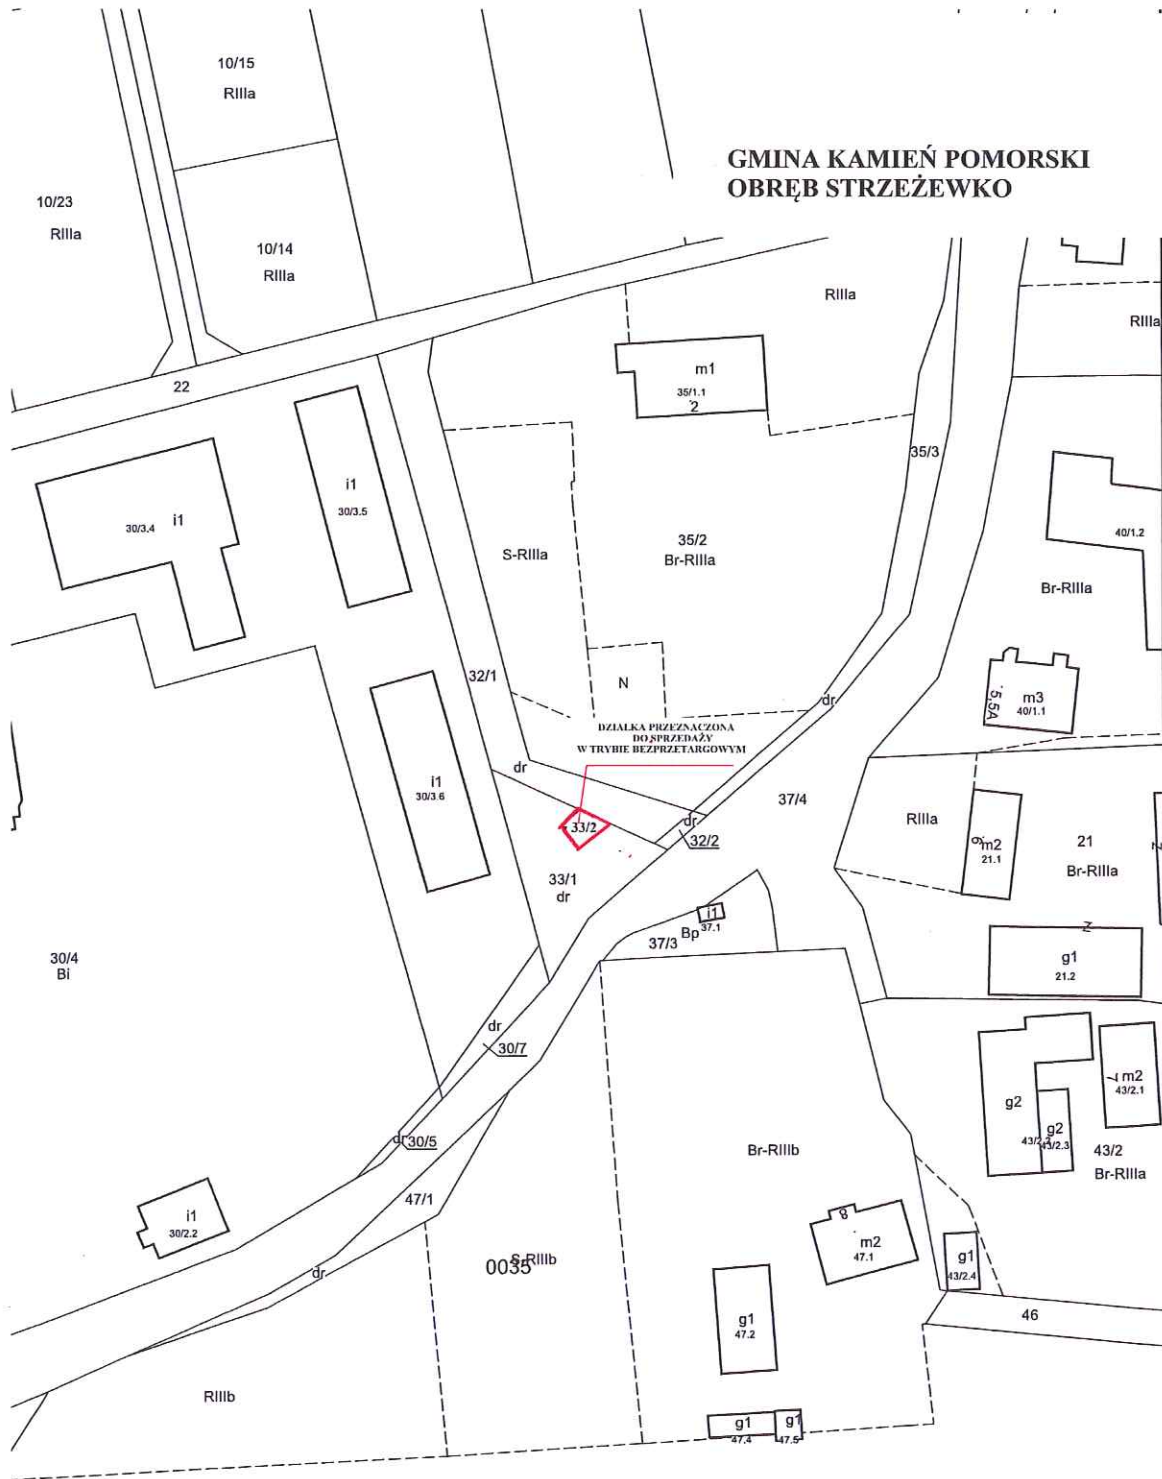 10/15
RIIIa
GMINA KAMIEŃ POMORSKI
OBRĘB STRZEŻEWKO
10/23
RIIIa
10/14
RIIIa
RIIIa
RIIIa
22
m1
35/1.1
2
35/3
i1
30/3.5
30/3.4
i1
40/1.2
S-RIIIa
35/2
Br-RIIIa
Br-RIIIa
32/1
N
5,5A
m3
40/1.1
dr
DZIAŁKA PRZEZNACZONA
DO SPRZEDAŻY
W TRYBIE BEZPRZETARGOWYM
dr
i1
30/3.6
37/4
33/2
dr
32/2
RIIIa
9
m2
21.1
21
Br-RIIIa
33/1
dr
i1
37.1
Bp
37/3
30/4
Bi
g1
21.2
dr
30/7
g2
m2
43/2.1
g2
43/2.3
dr
30/5
Br-RIIIb
43/2
Br-RIIIa
47/1
i1
30/2.2
8
m2
47.1
0035
S-RIIIb
dr
g1
43/2.4
46
g1
47.2
RIIIb
g1
47.4
g1
47.5